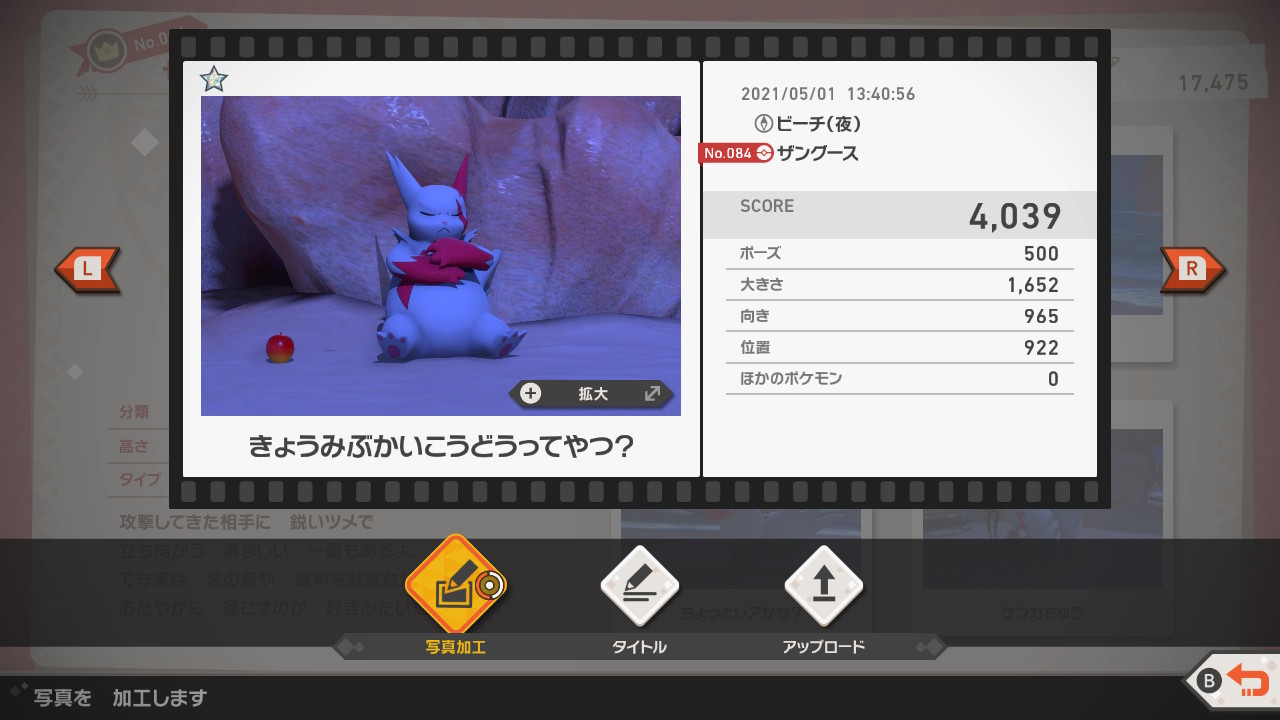 No.0
17,475
2021/05/01 13:40:56
ビーチ(夜)
No.084 ザングース
SCORE 4,039
ポーズ 500
大きさ 1,652
向き 965
位置 922
ほかのポケモン 0
L
R
拡大
きょうみぶかいこうどうってやつ?
分類
高さ
タイプ
攻撃してきた相手に 鋭いツメで
立ち向かう 勇ましい 一面もあるよ。
でも実は 歌声を聴きな
おだやかに 過ごすのが 好きみたい
ちょっとレアかも?
ケンカちゅう
写真加工
タイトル
アップロード
写真を 加工します
B